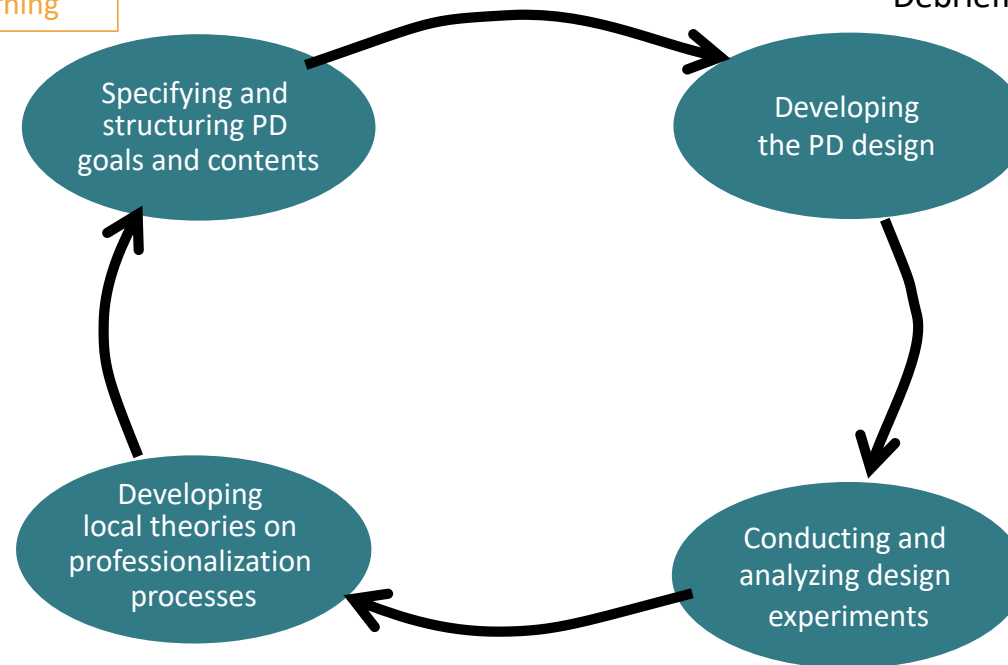 Specifying and
structuring PD
goals and contents
Developing
the PD design
Developing
local theories on
professionalization
processes
Conducting and
analyzing design
experiments